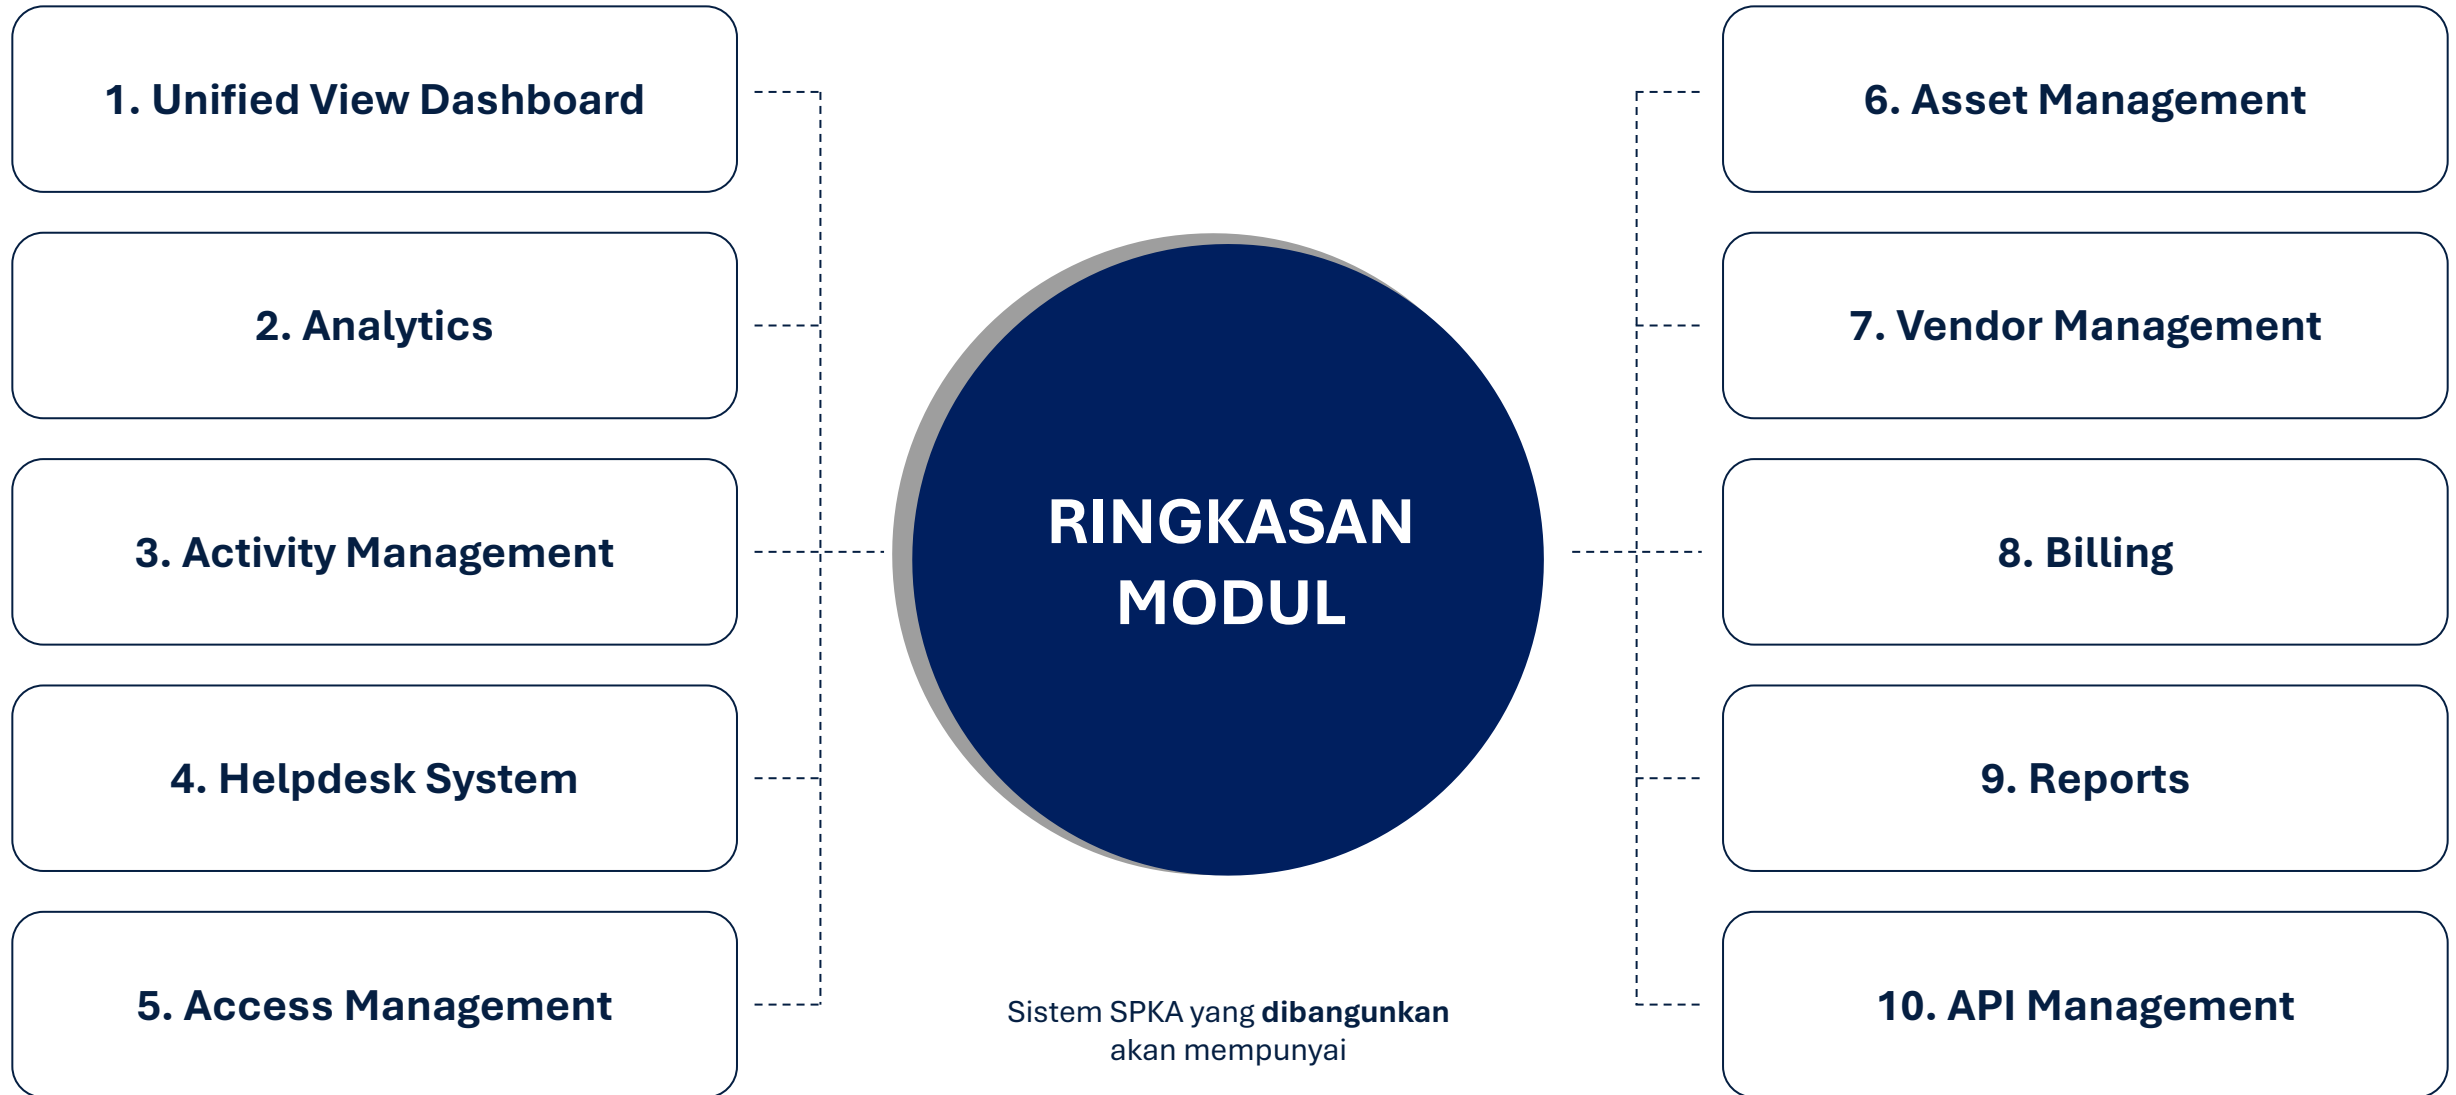 1. Unified View Dashboard
2. Analytics
3. Activity Management
4. Helpdesk System
5. Access Management
RINGKASAN
MODUL
Sistem SPKA yang dibangunkan
akan mempunyai
6. Asset Management
7. Vendor Management
8. Billing
9. Reports
10. API Management